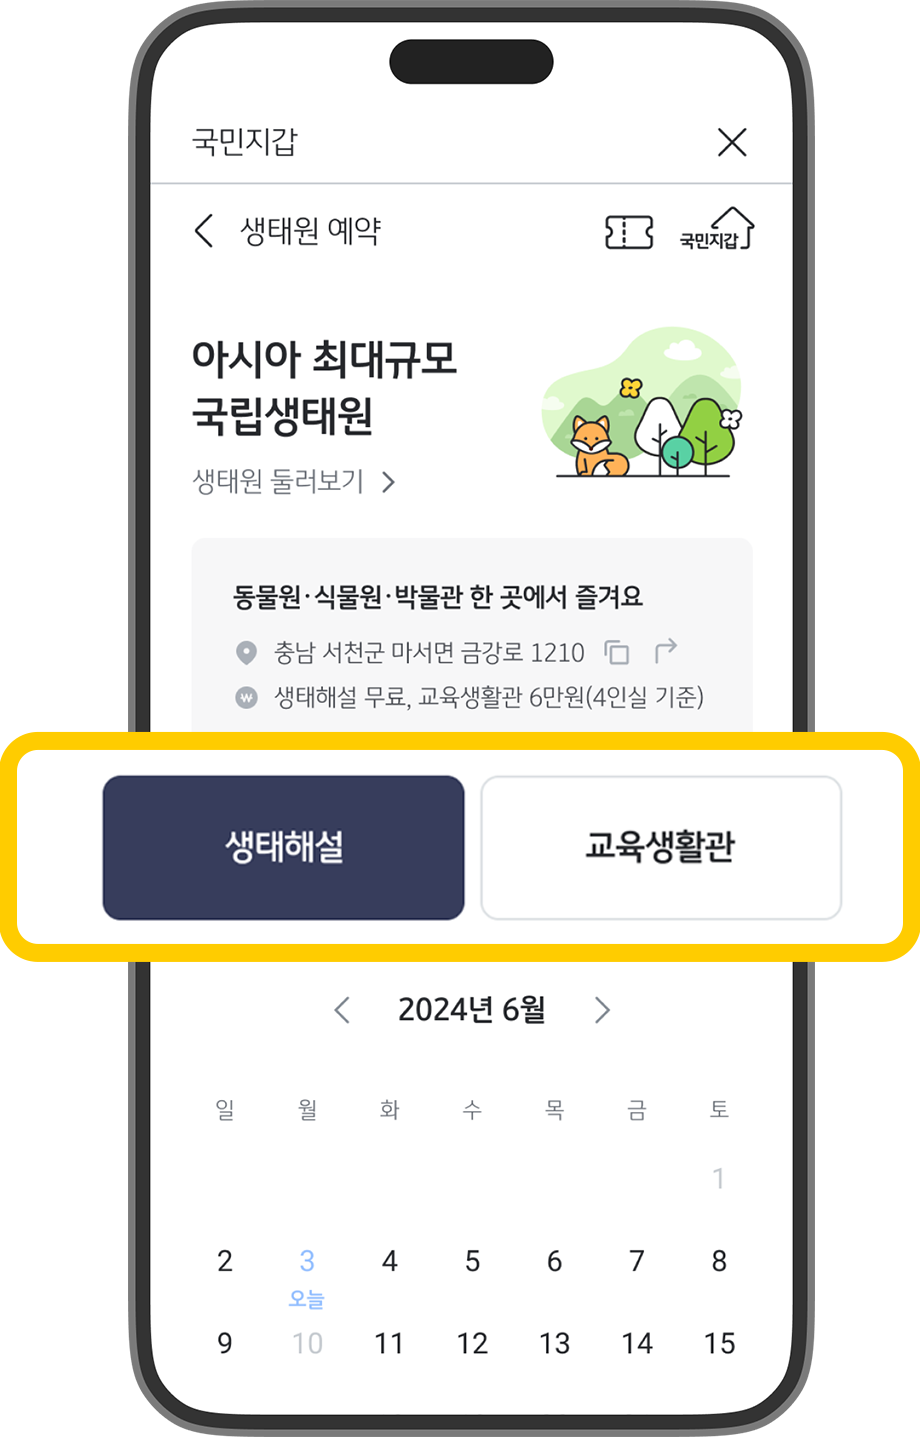 국민지갑
생태원 예약
국민지갑
아시아 최대규모
국립생태원
생태원 둘러보기
동물원·식물원·박물관 한 곳에서 즐겨요
충남 서천군 마서면 금강로 1210
₩ 생태해설 무료, 교육생활관 6만원(4인실 기준)
생태해설 교육생활관
2024년 6월
일 월 화 수 목 금 토
1
2 3 4 5 6 7 8
오늘
9 10 11 12 13 14 15